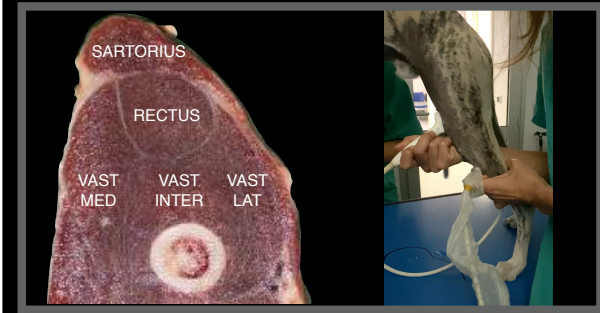 SARTORIUS
RECTUS
VAST MED
VAST INTER
VAST LAT